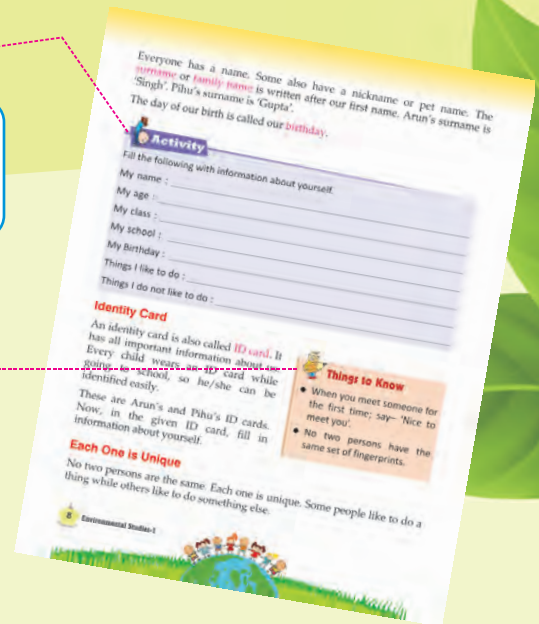 Everyone has a name. Some also have a nickname or pet name. The
surname or family name is written after our first name. Arun's surname is
'Singh'. Pihu's surname is 'Gupta'.
The day of our birth is called our birthday.
Activity
Fill the following with information about yourself.
My name :
My age :
My class :
My school :
My Birthday :
Things I like to do :
Things I do not like to do :
Identity Card
An identity card is also called ID card. It
has all important information about us.
Every child wears an ID card while
going to school, so he/she can be
identified easily.
These are Arun's and Pihu's ID cards.
Now, in the given ID card, fill in
information about yourself.
Things to Know
• When you meet someone for
the first time; say– 'Nice to
meet you'.
• No two persons have the
same set of fingerprints.
Each One is Unique
No two persons are the same. Each one is unique. Some people like to do a
thing while others like to do something else.
8 Environmental Studies-1